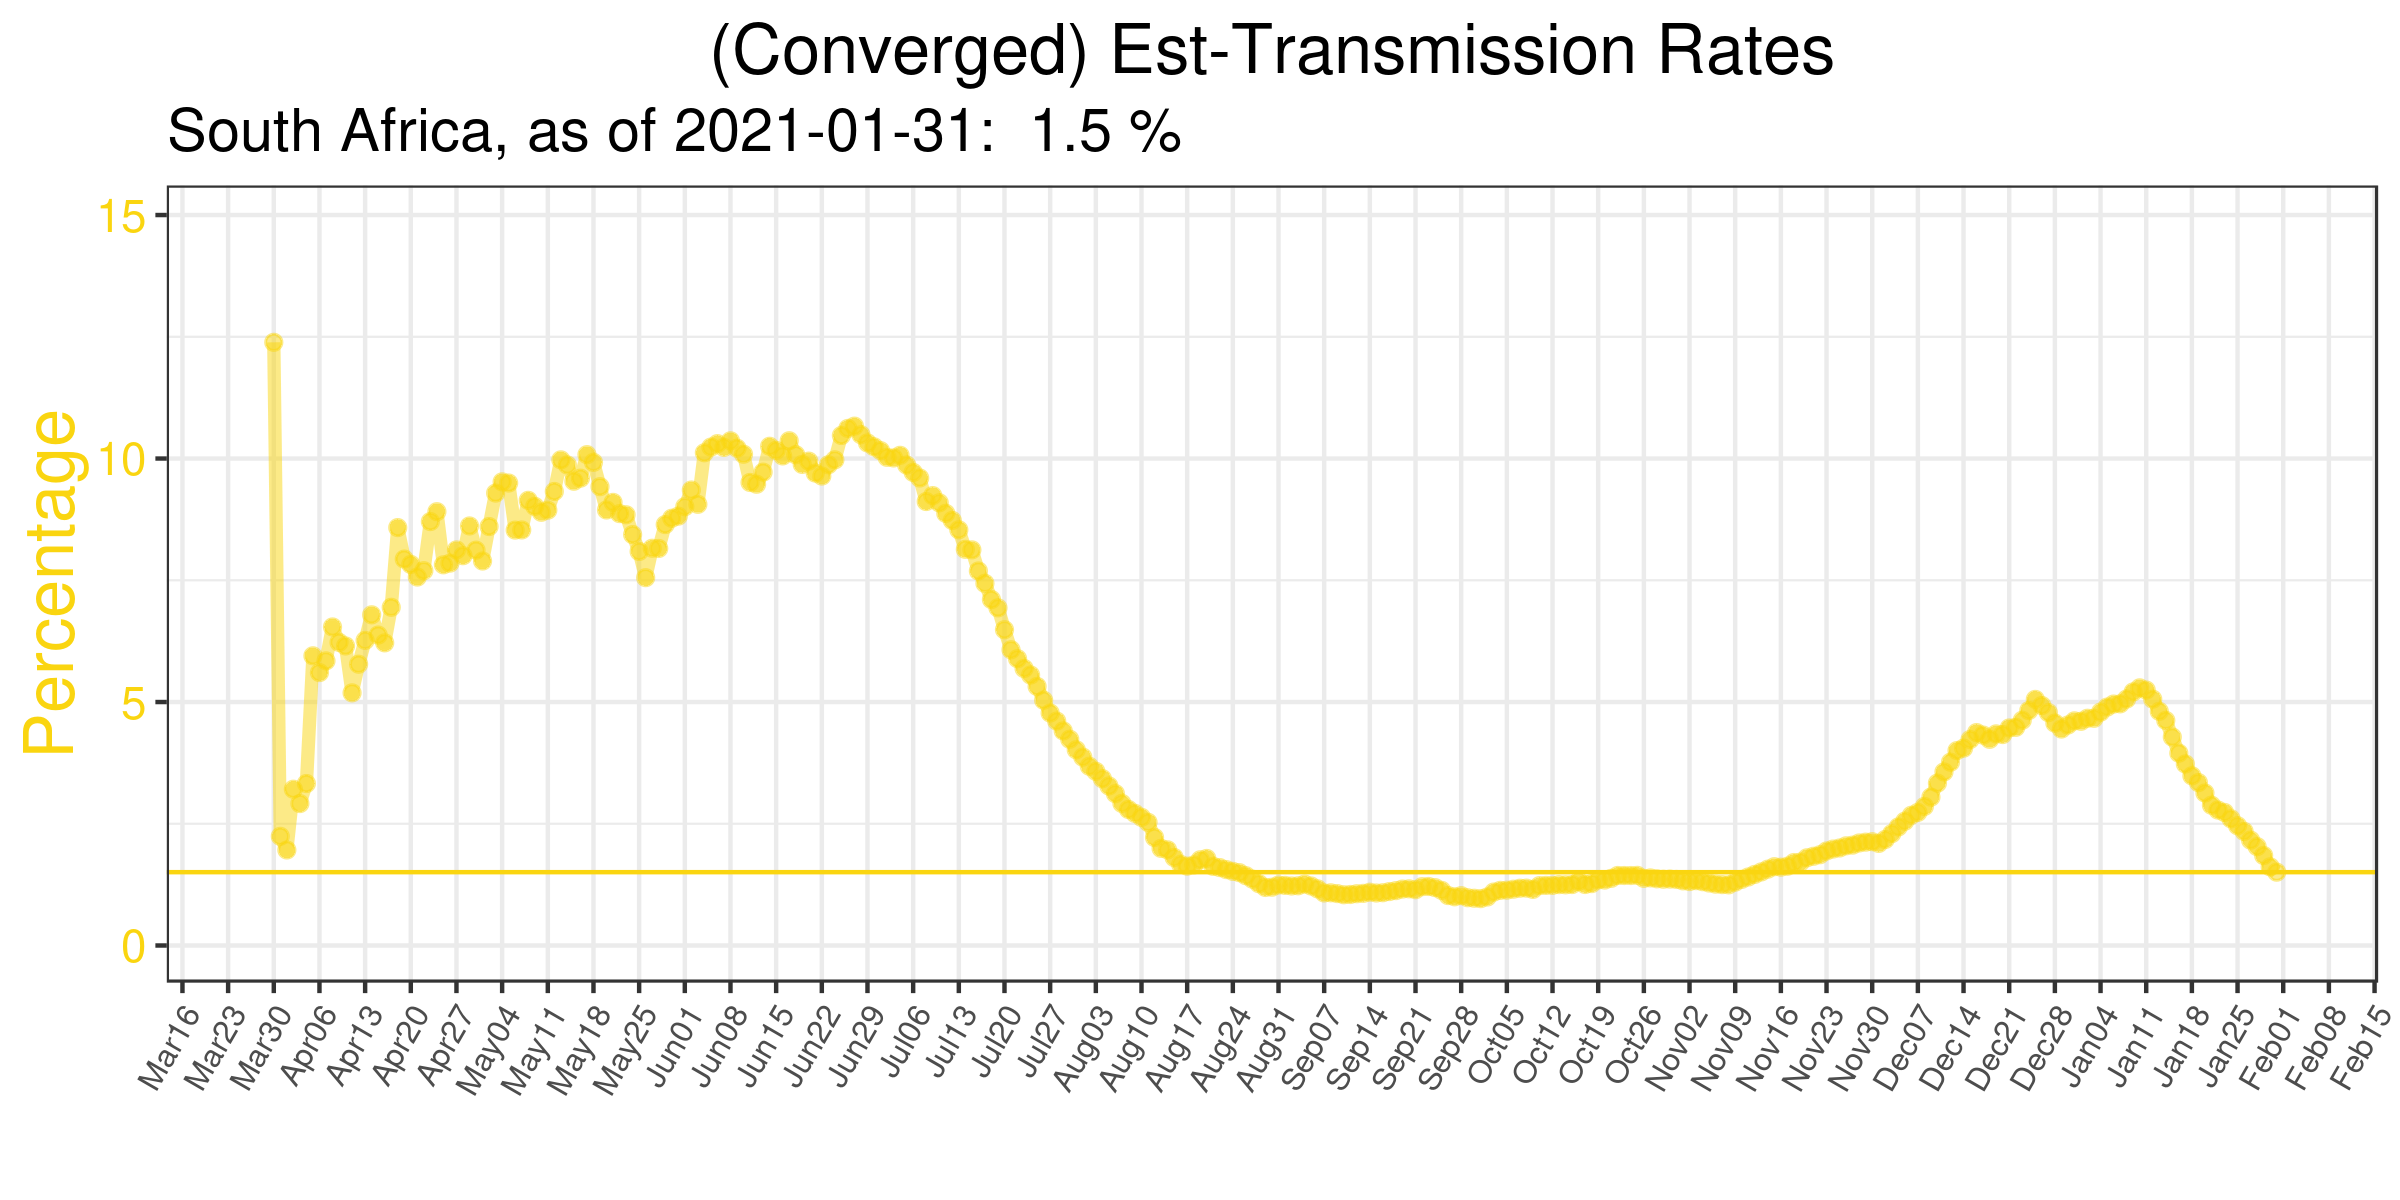 (Converged) Est-Transmission Rates
South Africa, as of 2021-01-31:  1.5 %
Percentage
15
10
5
0
Mar16
Mar23
Mar30
Apr06
Apr13
Apr20
Apr27
May04
May11
May18
May25
Jun01
Jun08
Jun15
Jun22
Jun29
Jul06
Jul13
Jul20
Jul27
Aug03
Aug10
Aug17
Aug24
Aug31
Sep07
Sep14
Sep21
Sep28
Oct05
Oct12
Oct19
Oct26
Nov02
Nov09
Nov16
Nov23
Nov30
Dec07
Dec14
Dec21
Dec28
Jan04
Jan11
Jan18
Jan25
Feb01
Feb08
Feb15